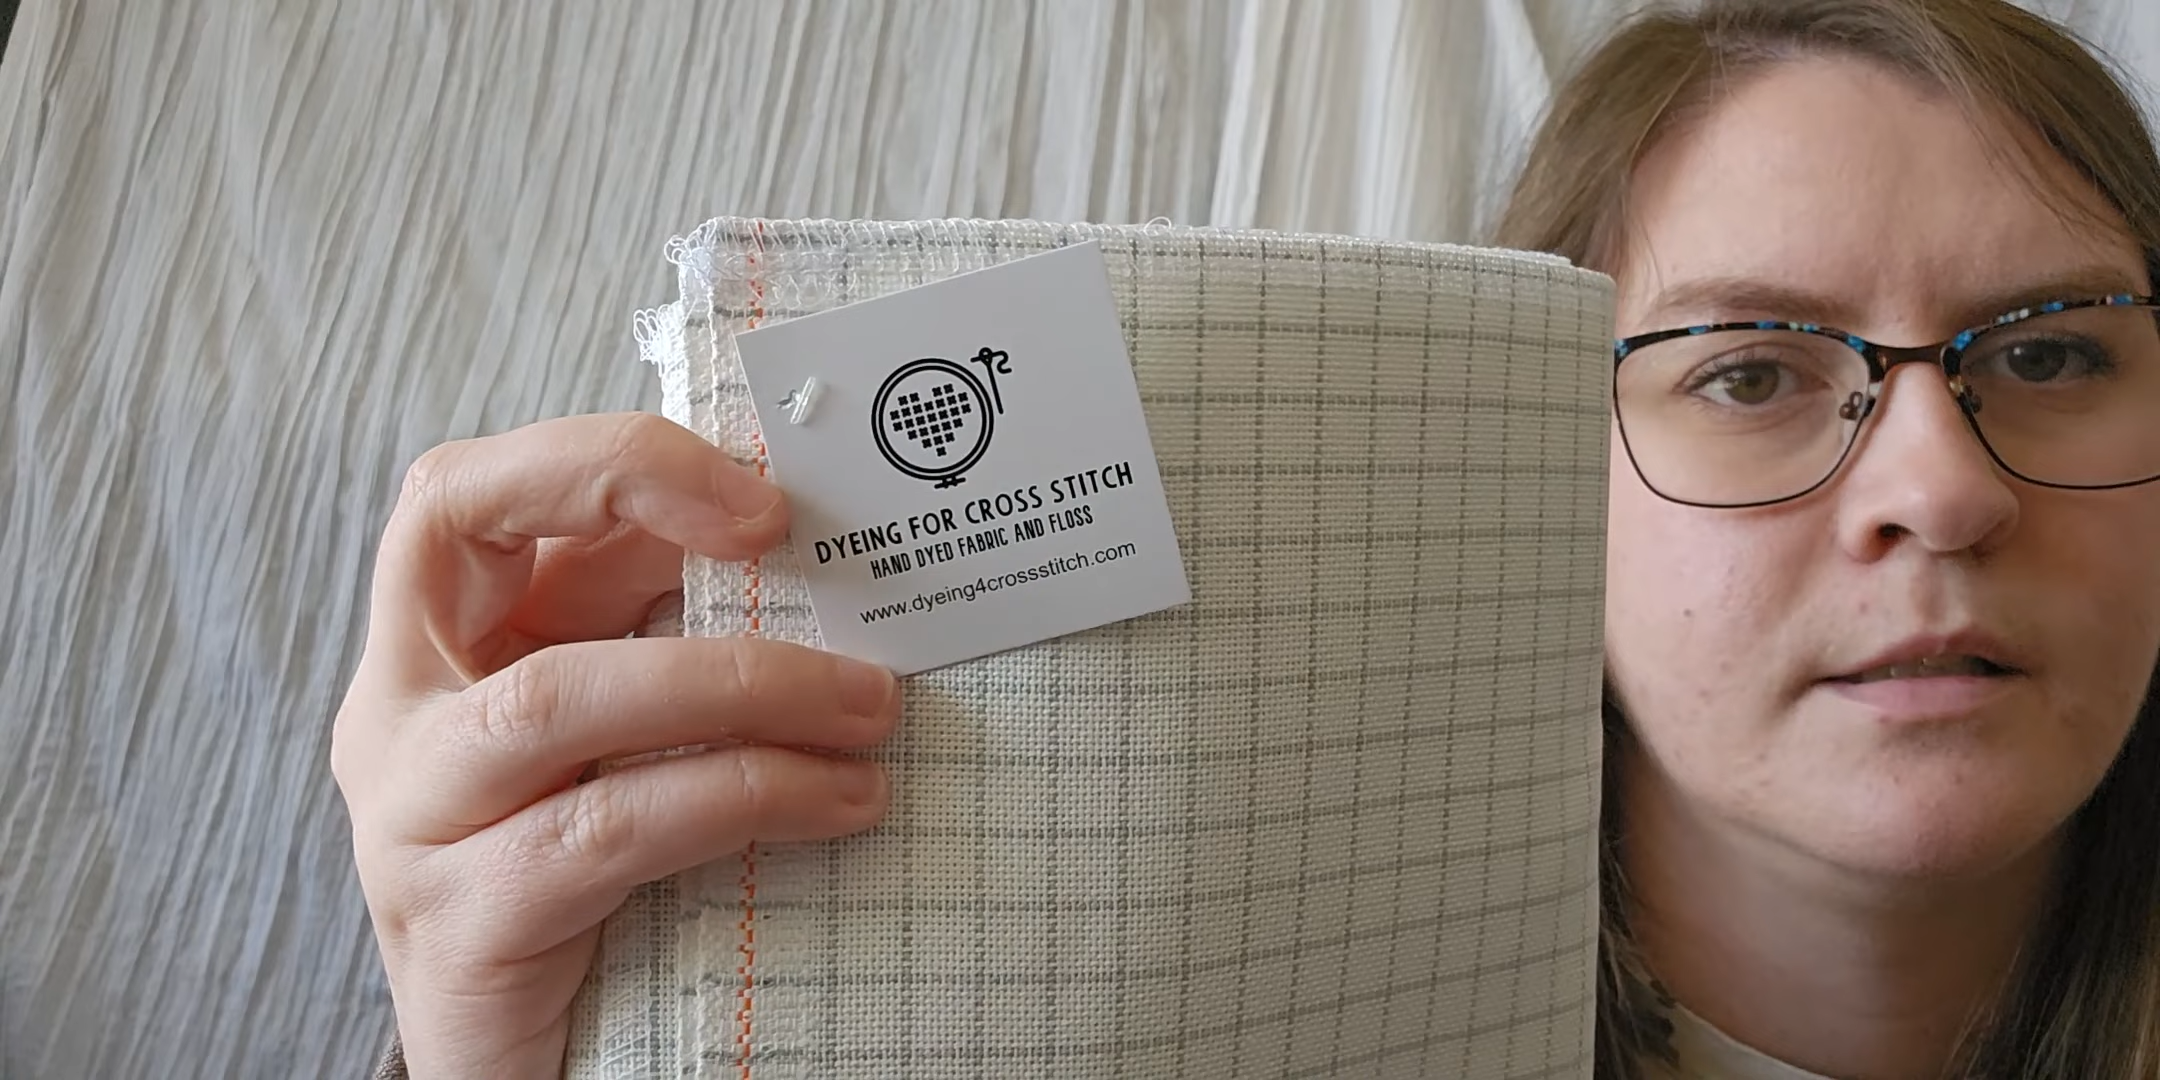 DYEING FOR CROSS STITCH
HAND DYED FABRIC AND FLOSS
www.dyeing4crossstitch.com